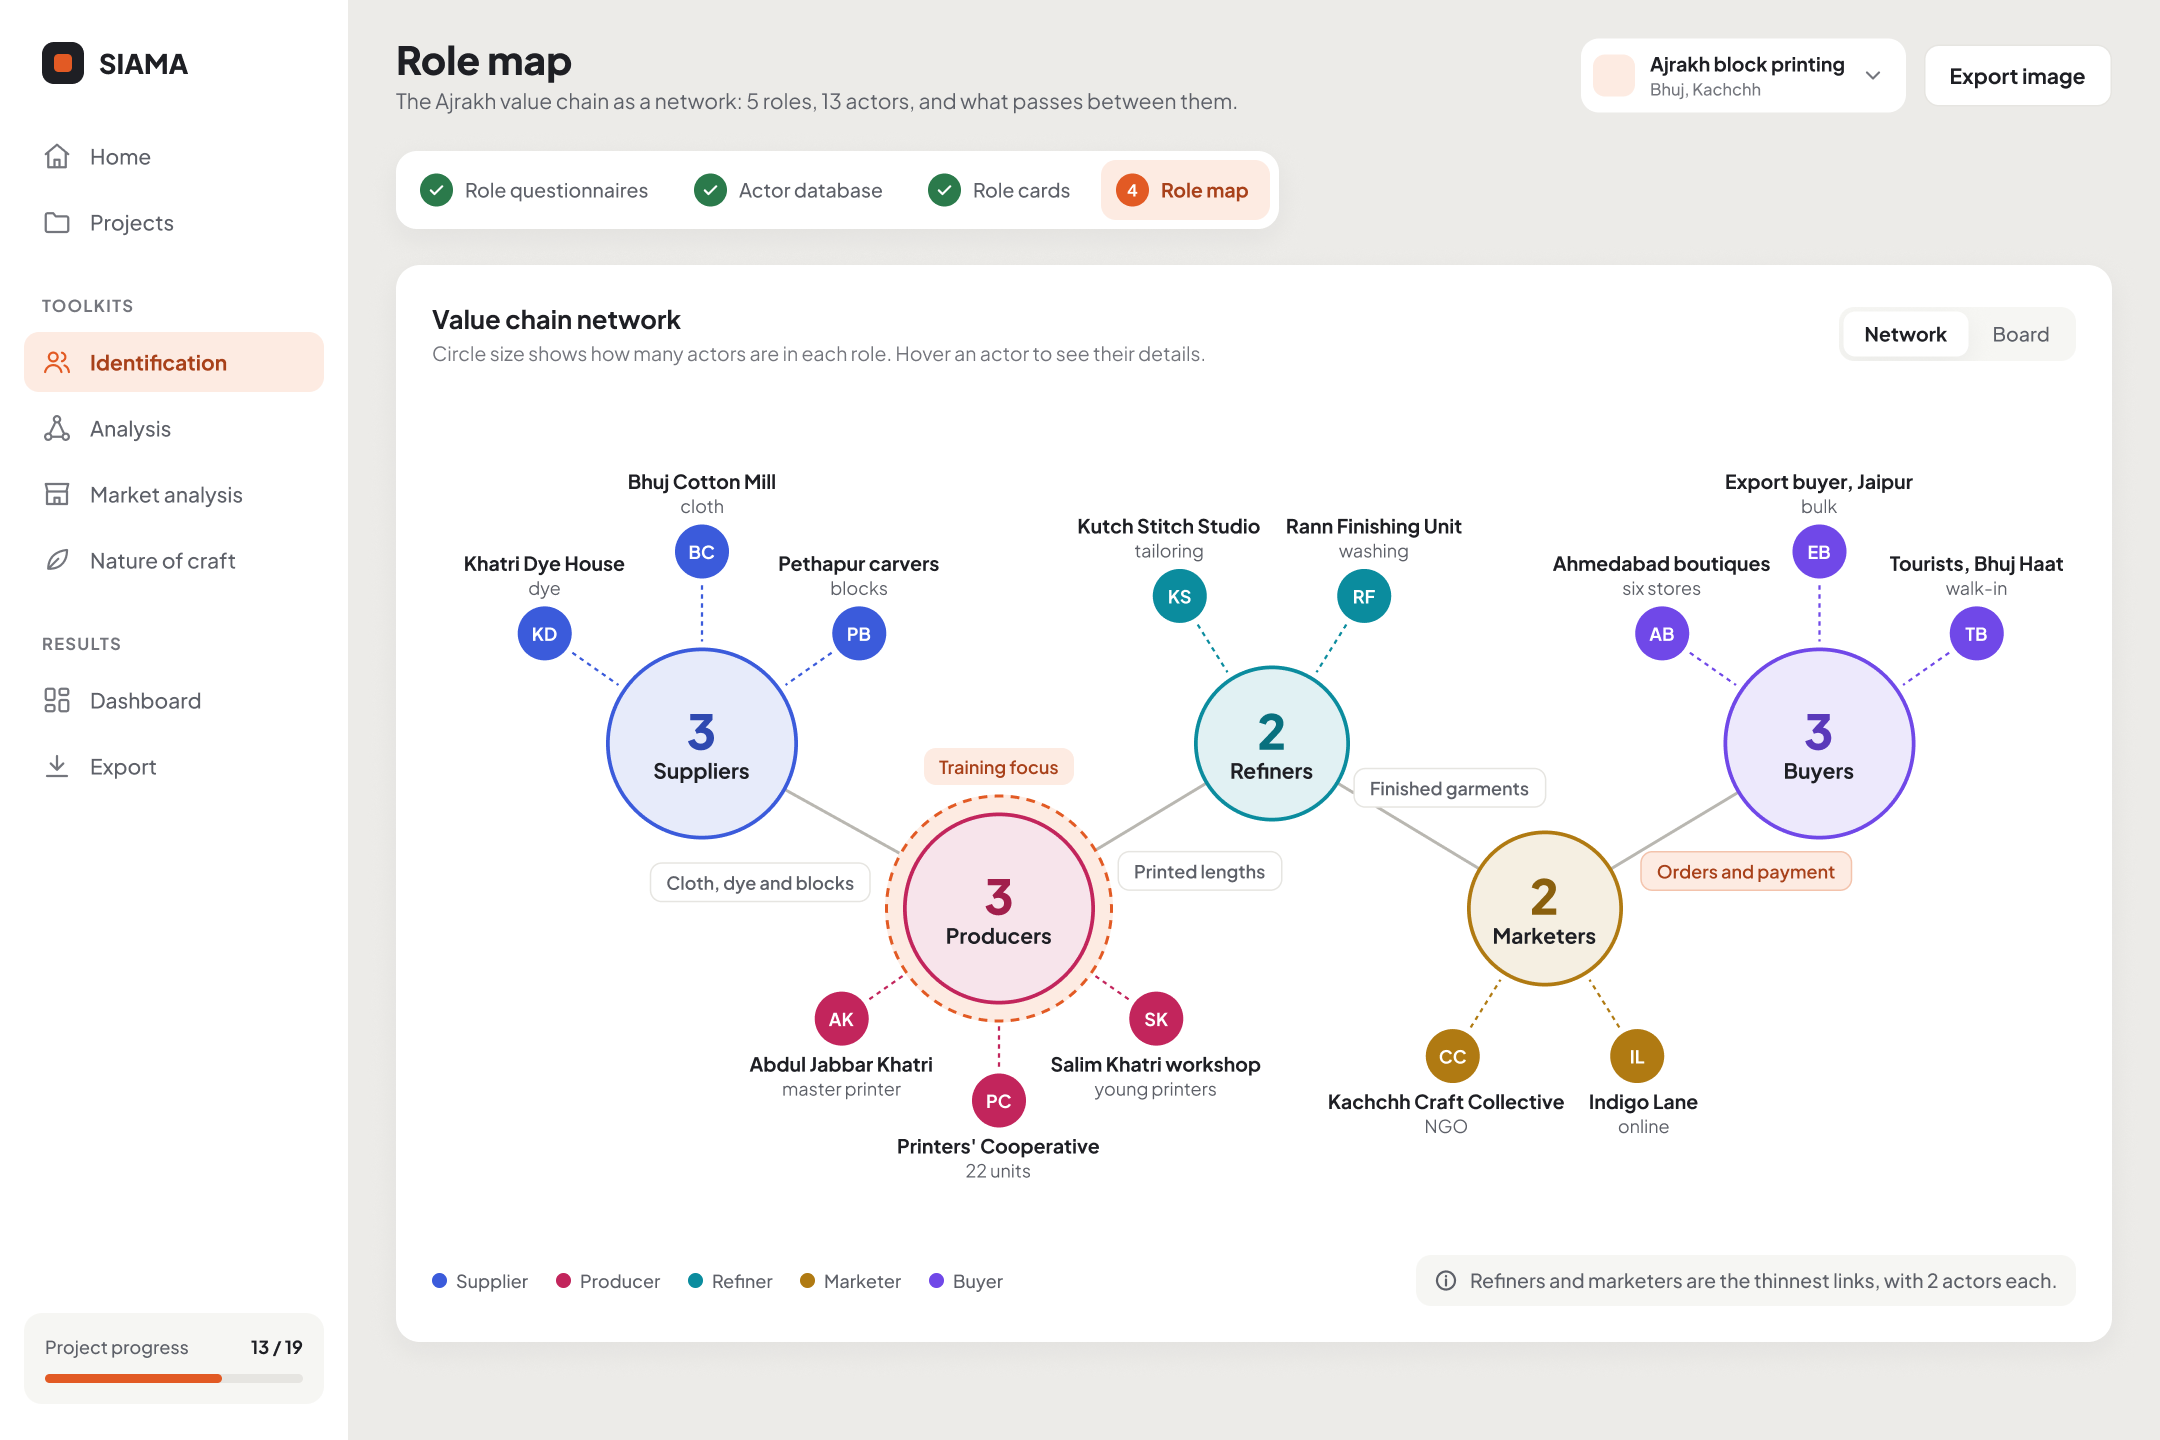 SIAMA
Home
Projects
TOOLKITS
Identification
Analysis
Market analysis
Nature of craft
RESULTS
Dashboard
Export
Project progress 13 / 19
Role map
The Ajrakh value chain as a network: 5 roles, 13 actors, and what passes between them.
Ajrakh block printing
Bhuj, Kachchh
Export image
Role questionnaires
Actor database
Role cards
4 Role map
Value chain network
Circle size shows how many actors are in each role. Hover an actor to see their details.
Network
Board
Bhuj Cotton Mill
cloth
BC
Khatri Dye House
dye
KD
Pethapur carvers
blocks
PB
3
Suppliers
Kutch Stitch Studio
tailoring
KS
Rann Finishing Unit
washing
RF
2
Refiners
Export buyer, Jaipur
bulk
EB
Ahmedabad boutiques
six stores
AB
Tourists, Bhuj Haat
walk-in
TB
3
Buyers
Training focus
Finished garments
Cloth, dye and blocks
Printed lengths
Orders and payment
3
Producers
2
Marketers
AK
Abdul Jabbar Khatri
master printer
SK
Salim Khatri workshop
young printers
PC
Printers' Cooperative
22 units
CC
Kachchh Craft Collective
NGO
IL
Indigo Lane
online
Supplier
Producer
Refiner
Marketer
Buyer
Refiners and marketers are the thinnest links, with 2 actors each.